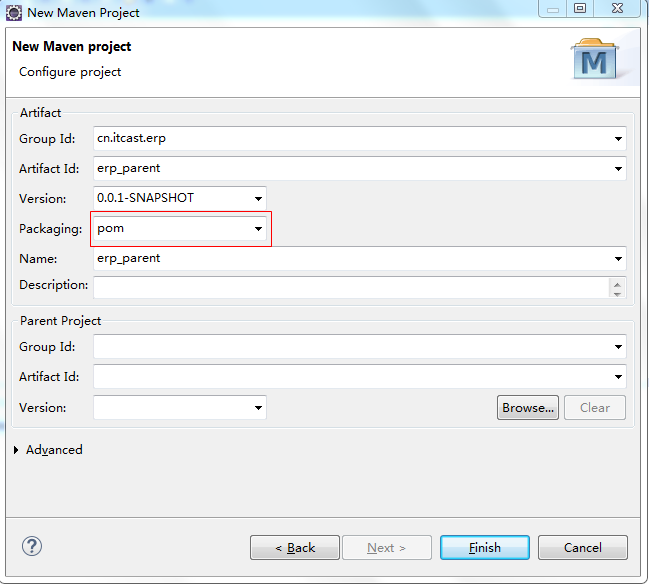 New Maven Project
New Maven project
Configure project
M
Artifact
Group Id: cn.itcast.erp
Artifact Id: erp_parent
Version: 0.0.1-SNAPSHOT
Packaging: pom
Name: erp_parent
Description:
Parent Project
Group Id:
Artifact Id:
Version: Browse... Clear
Advanced
? < Back Next > Finish Cancel